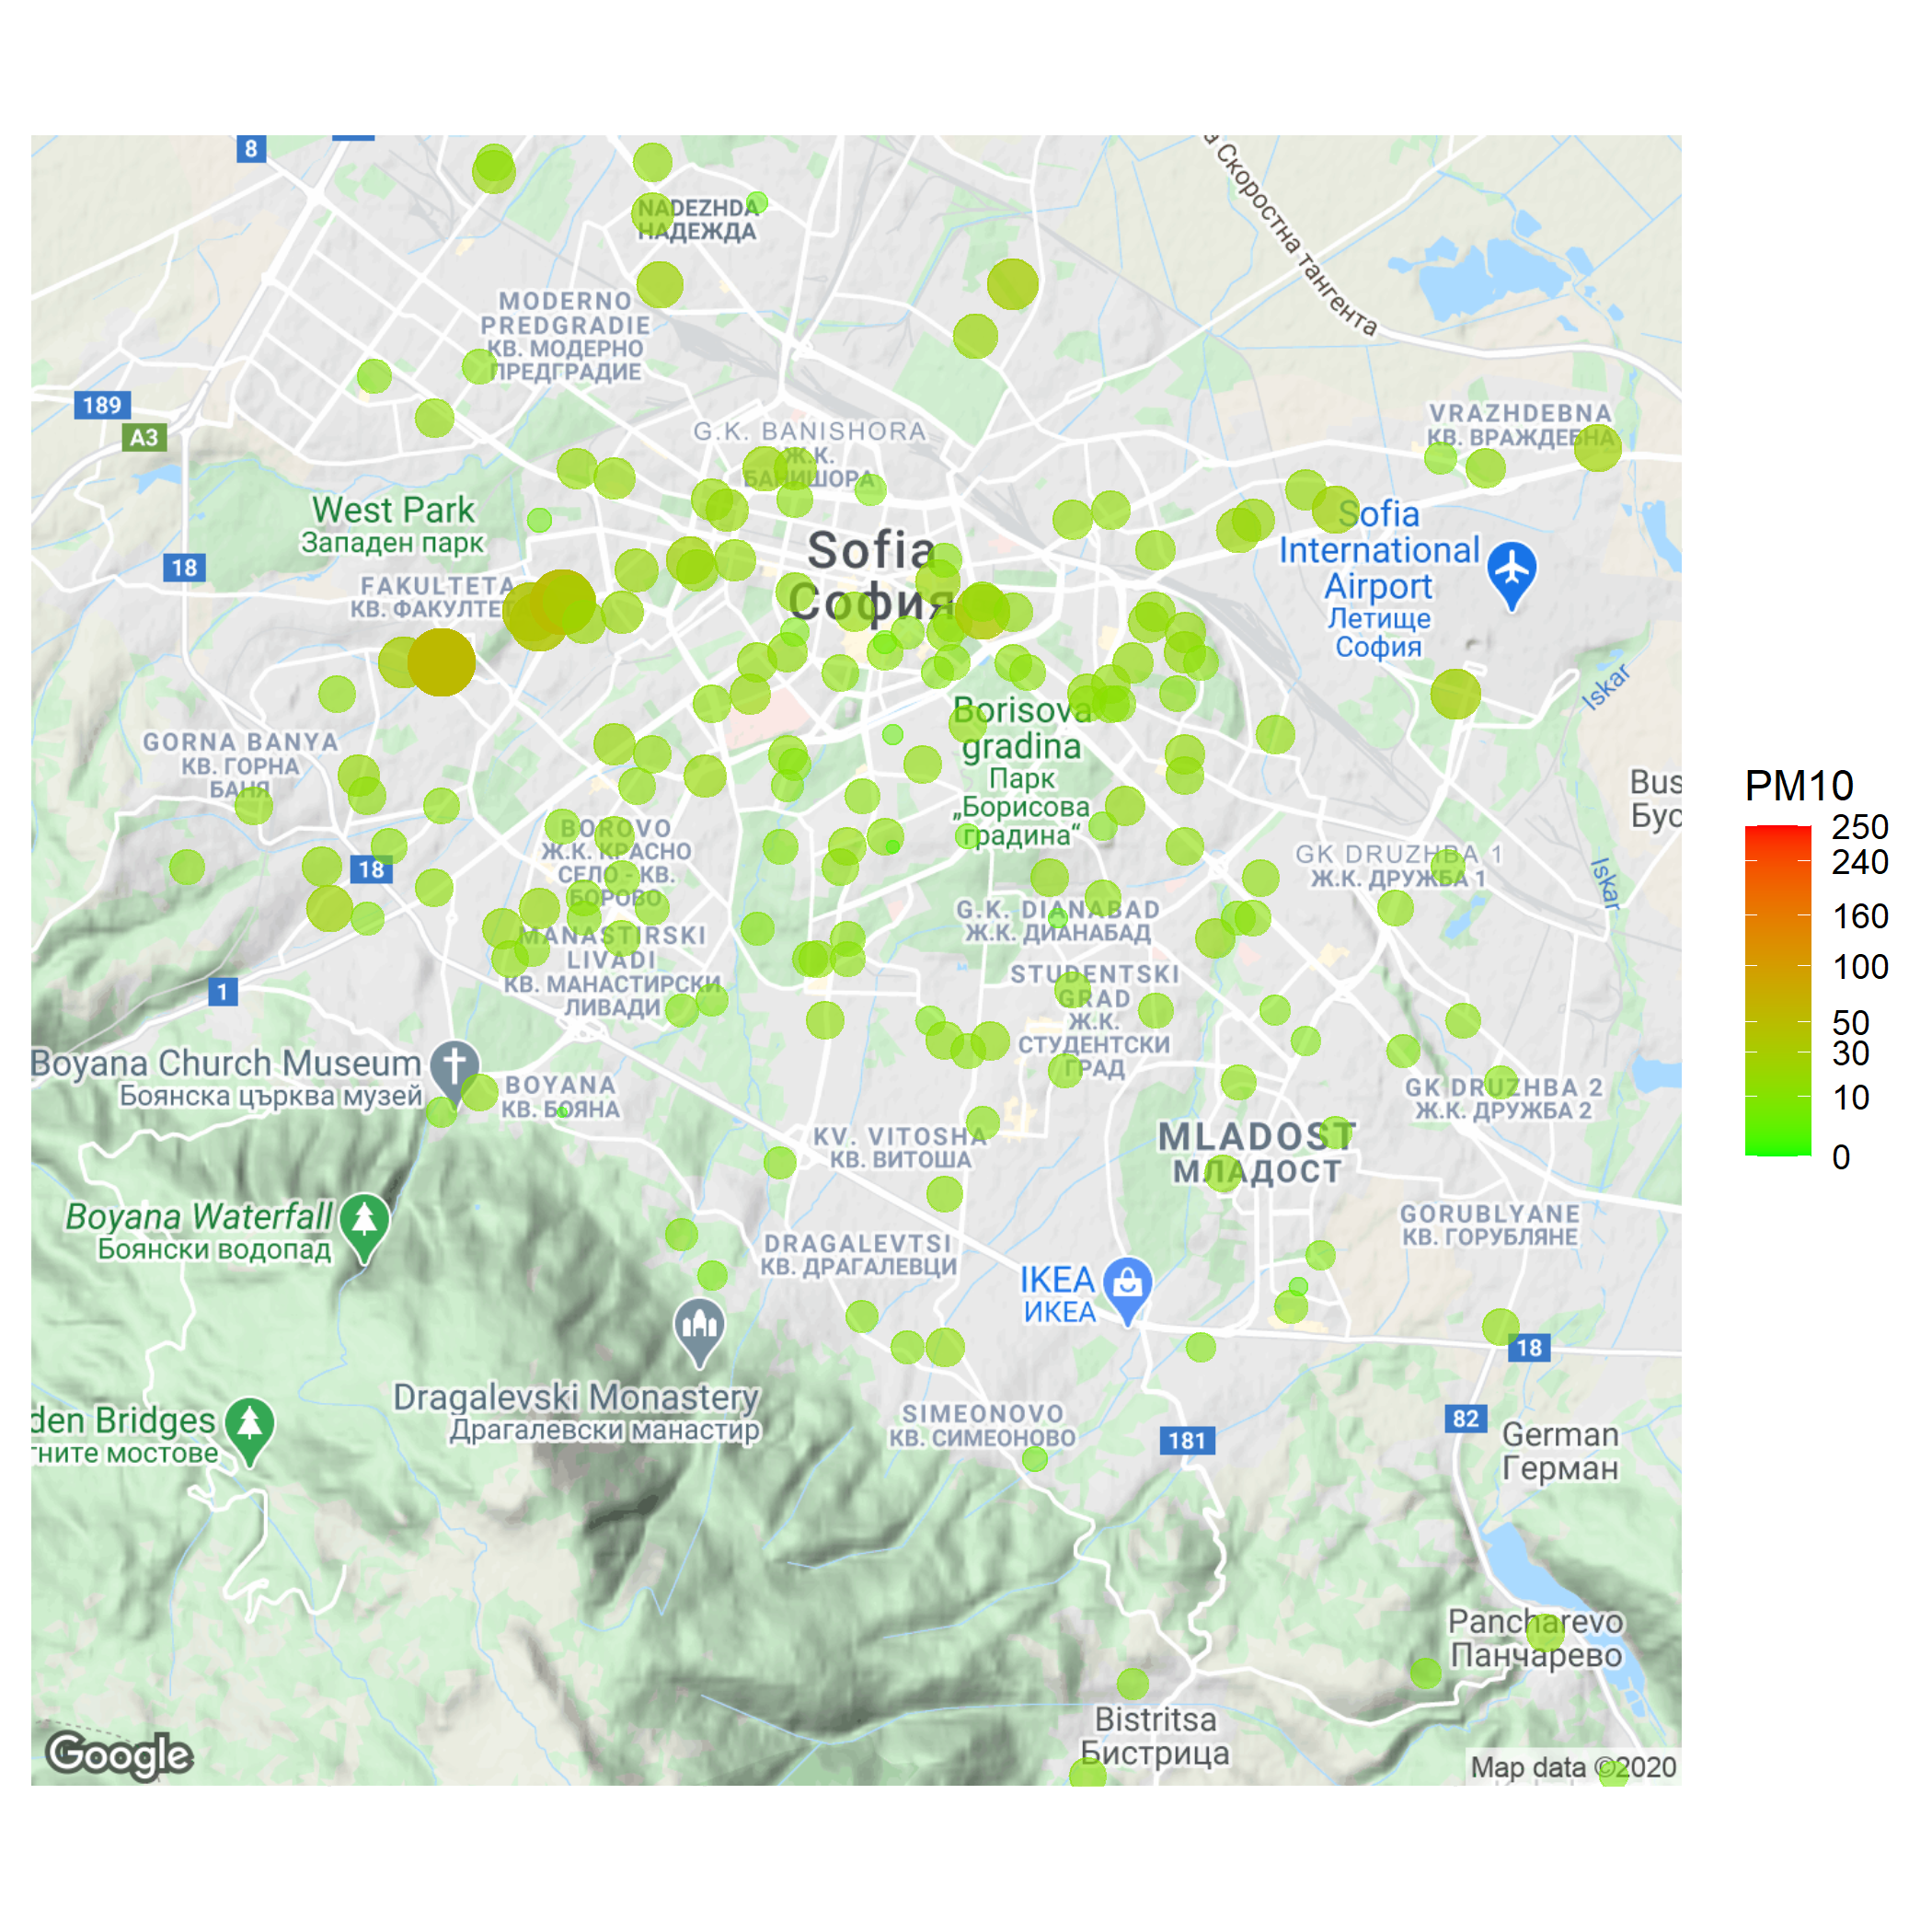 8
а Скоростна тангента
NADEZHDA
НАДЕЖДА
MODERNO
PREDGRADIE
КВ. МОДЕРНО
ПРЕДГРАДИЕ
189
A3
G.K. BANISHORA
Ж.К.
БАНИШОРА
VRAZHDEBNA
КВ. ВРАЖДЕБНА
West Park
Западен парк
Sofia
София
Sofia
International
Airport
Летище
София
18
FAKULTETA
КВ. ФАКУЛТЕТ
Iskar
Borisova
gradina
Парк
„Борисова
градина“
GORNA BANYA
КВ. ГОРНА
БАНЯ
Bus
Бус
PM10
250
240
160
100
50
30
10
0
BOROVO
Ж.К. КРАСНО
СЕЛО - КВ.
БОРОВО
18
GK DRUZHBA 1
Ж.К. ДРУЖБА 1
Iskar
G.K. DIANABAD
Ж.К. ДИАНАБАД
MANASTIRSKI
LIVADI
КВ. МАНАСТИРСКИ
ЛИВАДИ
STUDENTSKI
GRAD
Ж.К.
СТУДЕНТСКИ
ГРАД
1
Boyana Church Museum
Боянска църква музей
BOYANA
КВ. БОЯНА
GK DRUZHBA 2
Ж.К. ДРУЖБА 2
KV. VITOSHA
КВ. ВИТОША
MLADOST
МЛАДОСТ
Boyana Waterfall
Боянски водопад
GORUBLYANE
КВ. ГОРУБЛЯНЕ
DRAGALEVTSI
КВ. ДРАГАЛЕВЦИ
IKEA
ИКЕА
18
Dragalevski Monastery
Драгалевски манастир
den Bridges
гните мостове
SIMEONOVO
КВ. СИМЕОНОВО
181
82
German
Герман
Pancharevo
Панчарево
Bistritsa
Бистрица
Google
Map data ©2020